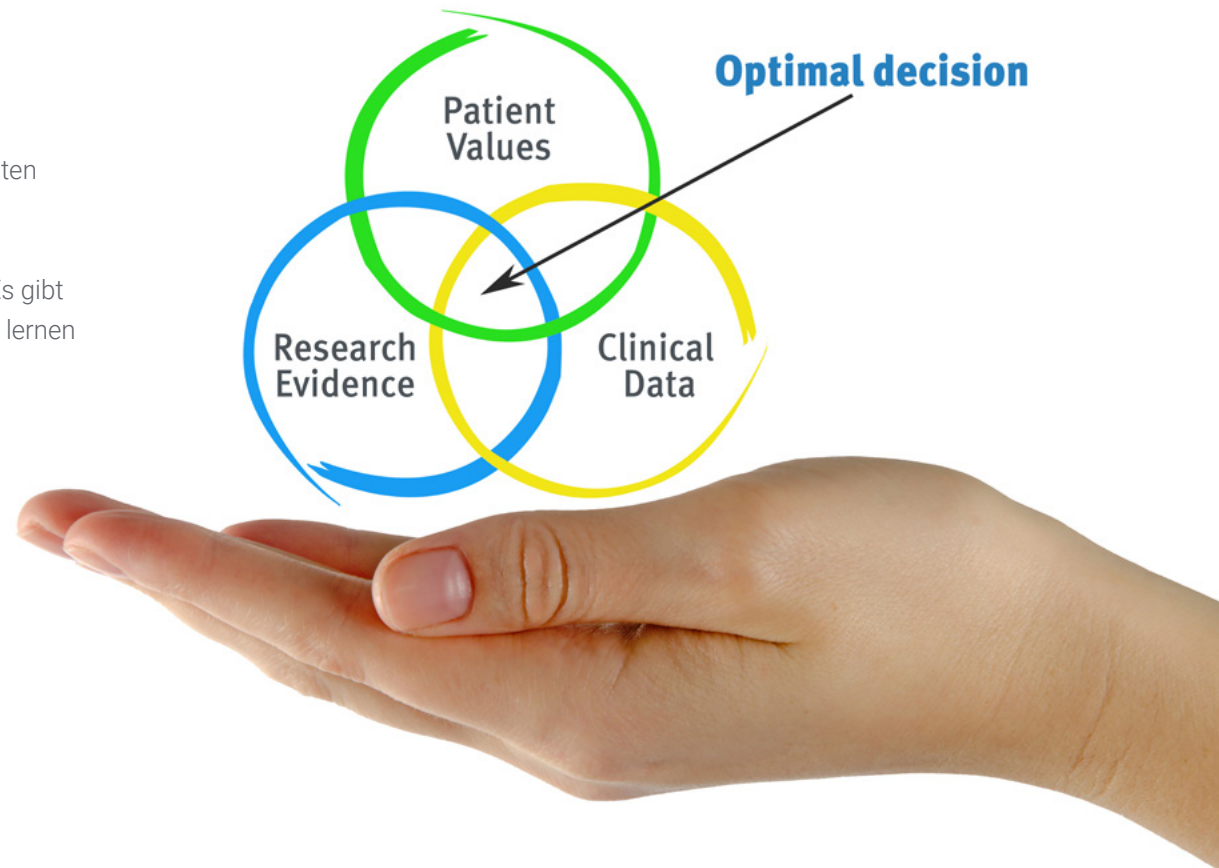 Optimal decision
Patient
Values
ten
s gibt
lernen
Research
Evidence
Clinical
Data